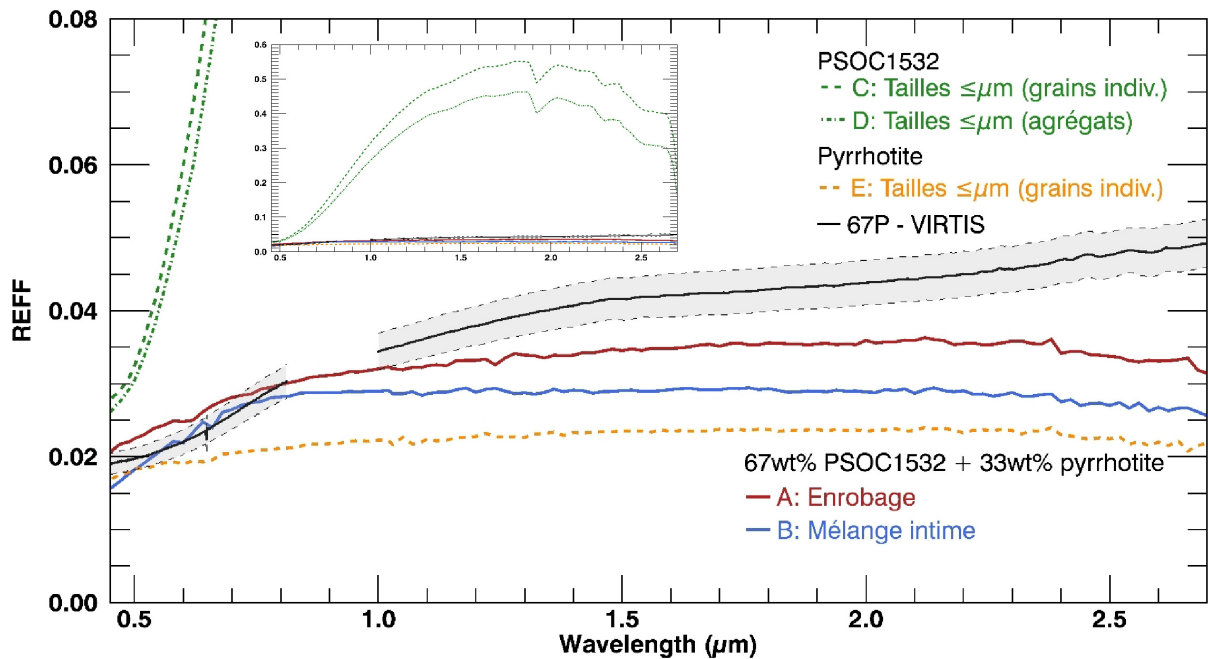 0.08
0.06
0.04
0.02
0.00
REFF
0.5
1.0
1.5
2.0
2.5
Wavelength (µm)
0.6
0.5
0.4
0.3
0.2
0.1
0.0
0.5
1.0
1.5
2.0
2.5
PSOC1532
C: Tailles ≤µm (grains indiv.)
D: Tailles ≤µm (agrégats)
Pyrrhotite
E: Tailles ≤µm (grains indiv.)
67P - VIRTIS
67wt% PSOC1532 + 33wt% pyrrhotite
A: Enrobage
B: Mélange intime